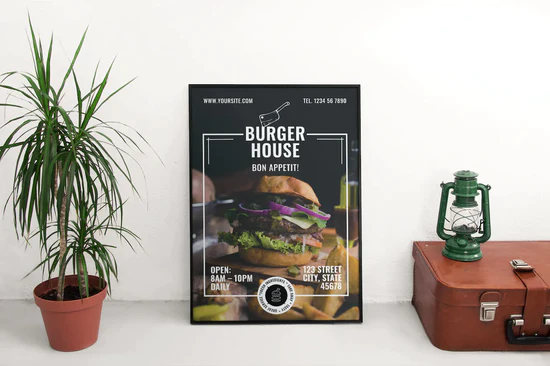 WWW.YOURSITE.COM
TEL. 1234 56 7890
BURGER
HOUSE
BON APPETIT!
OPEN:
8AM – 10PM
DAILY
123 STREET
CITY, STATE
45678